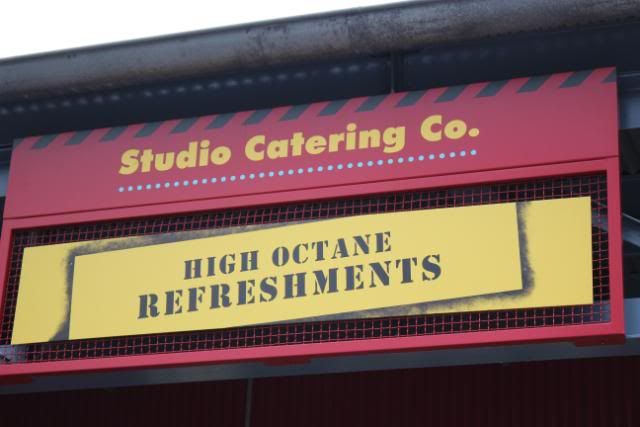 Studio Catering Co.
HIGH OCTANE
REFRESHMENTS